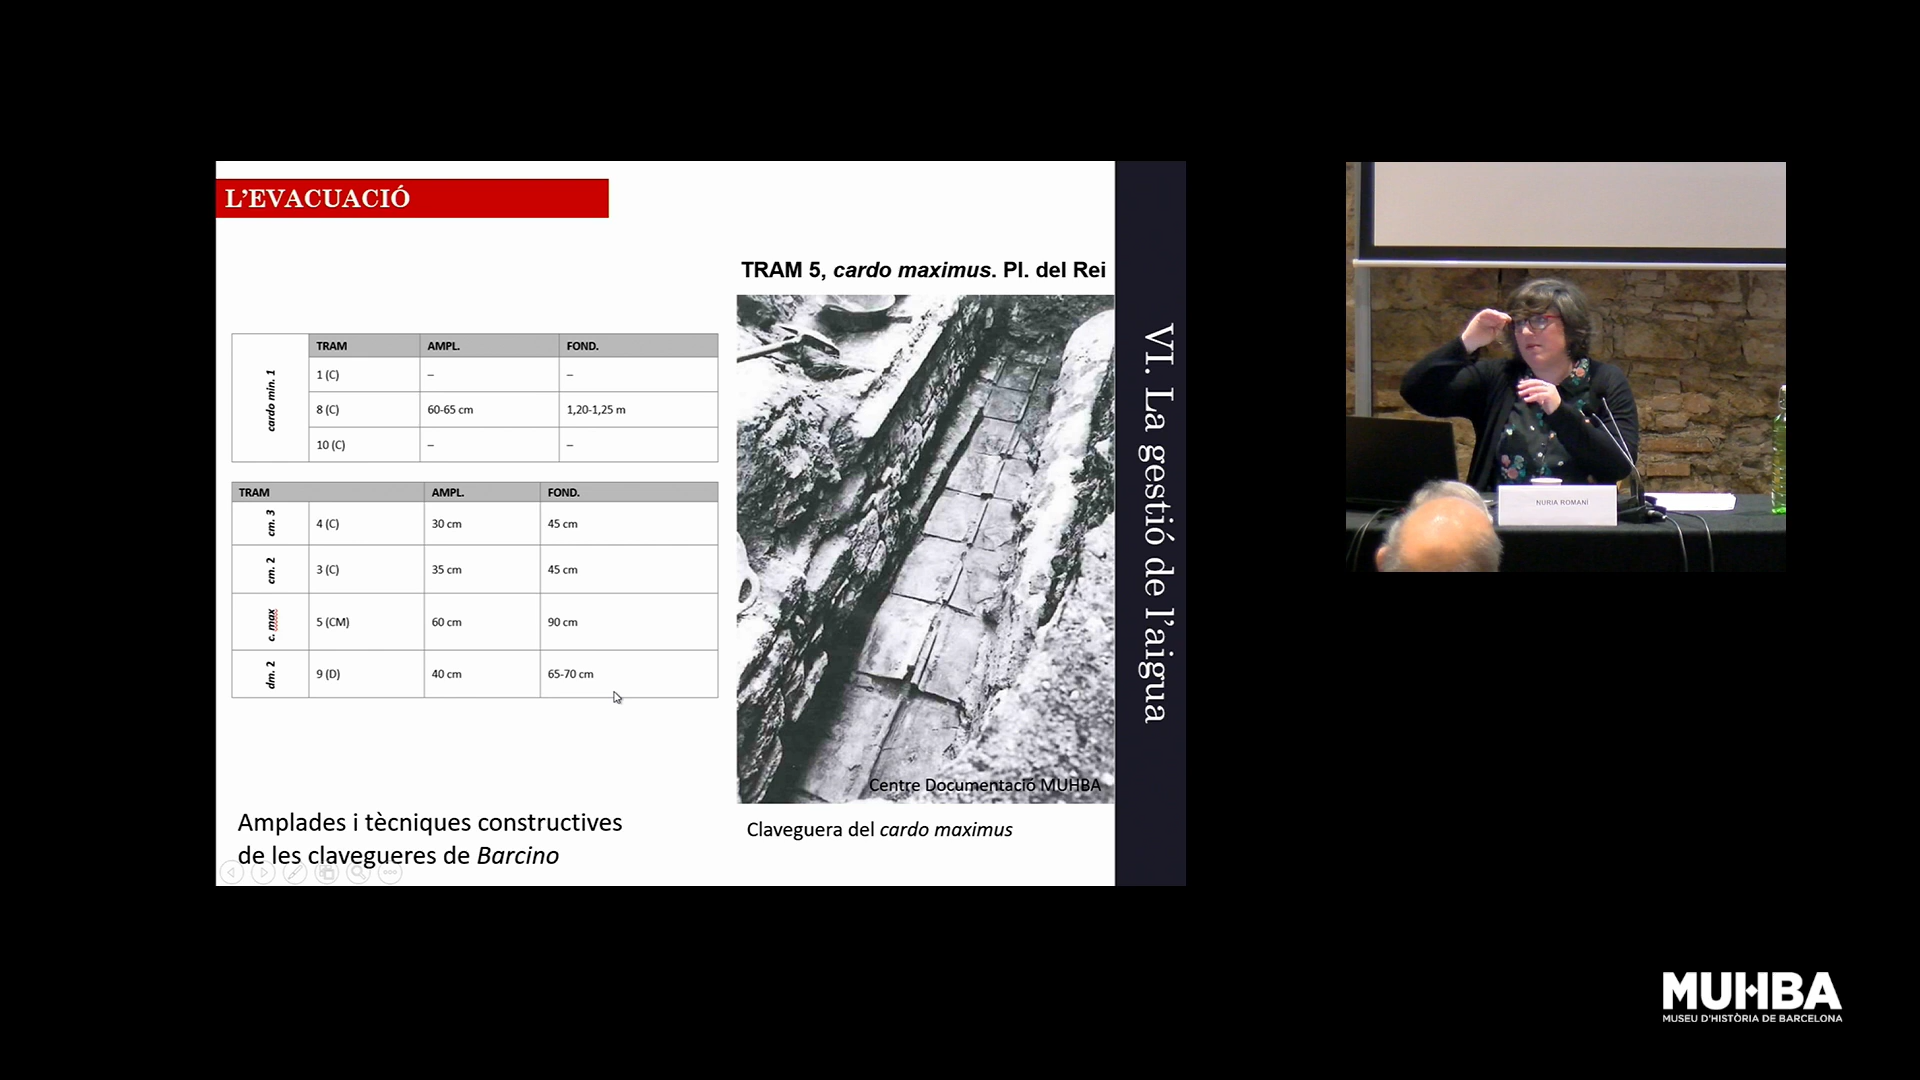 L'EVACUACIÓ
TRAM 5, cardo maximus. Pl. del Rei
cardo min. 1
TRAM AMPL. FOND.
1 (C) – –
8 (C) 60-65 cm 1,20-1,25 m
10 (C) – –
TRAM AMPL. FOND.
cm. 3 4 (C) 30 cm 45 cm
cm. 2 3 (C) 35 cm 45 cm
c. max 5 (CM) 60 cm 90 cm
dm. 2 9 (D) 40 cm 65-70 cm
Centre Documentació MUHBA
Claveguera del cardo maximus
Amplades i tècniques constructives
de les clavegueres de Barcino
VI. La gestió de l'aigua
NURIA ROMANÍ
MUHBA
MUSEU D'HISTÒRIA DE BARCELONA